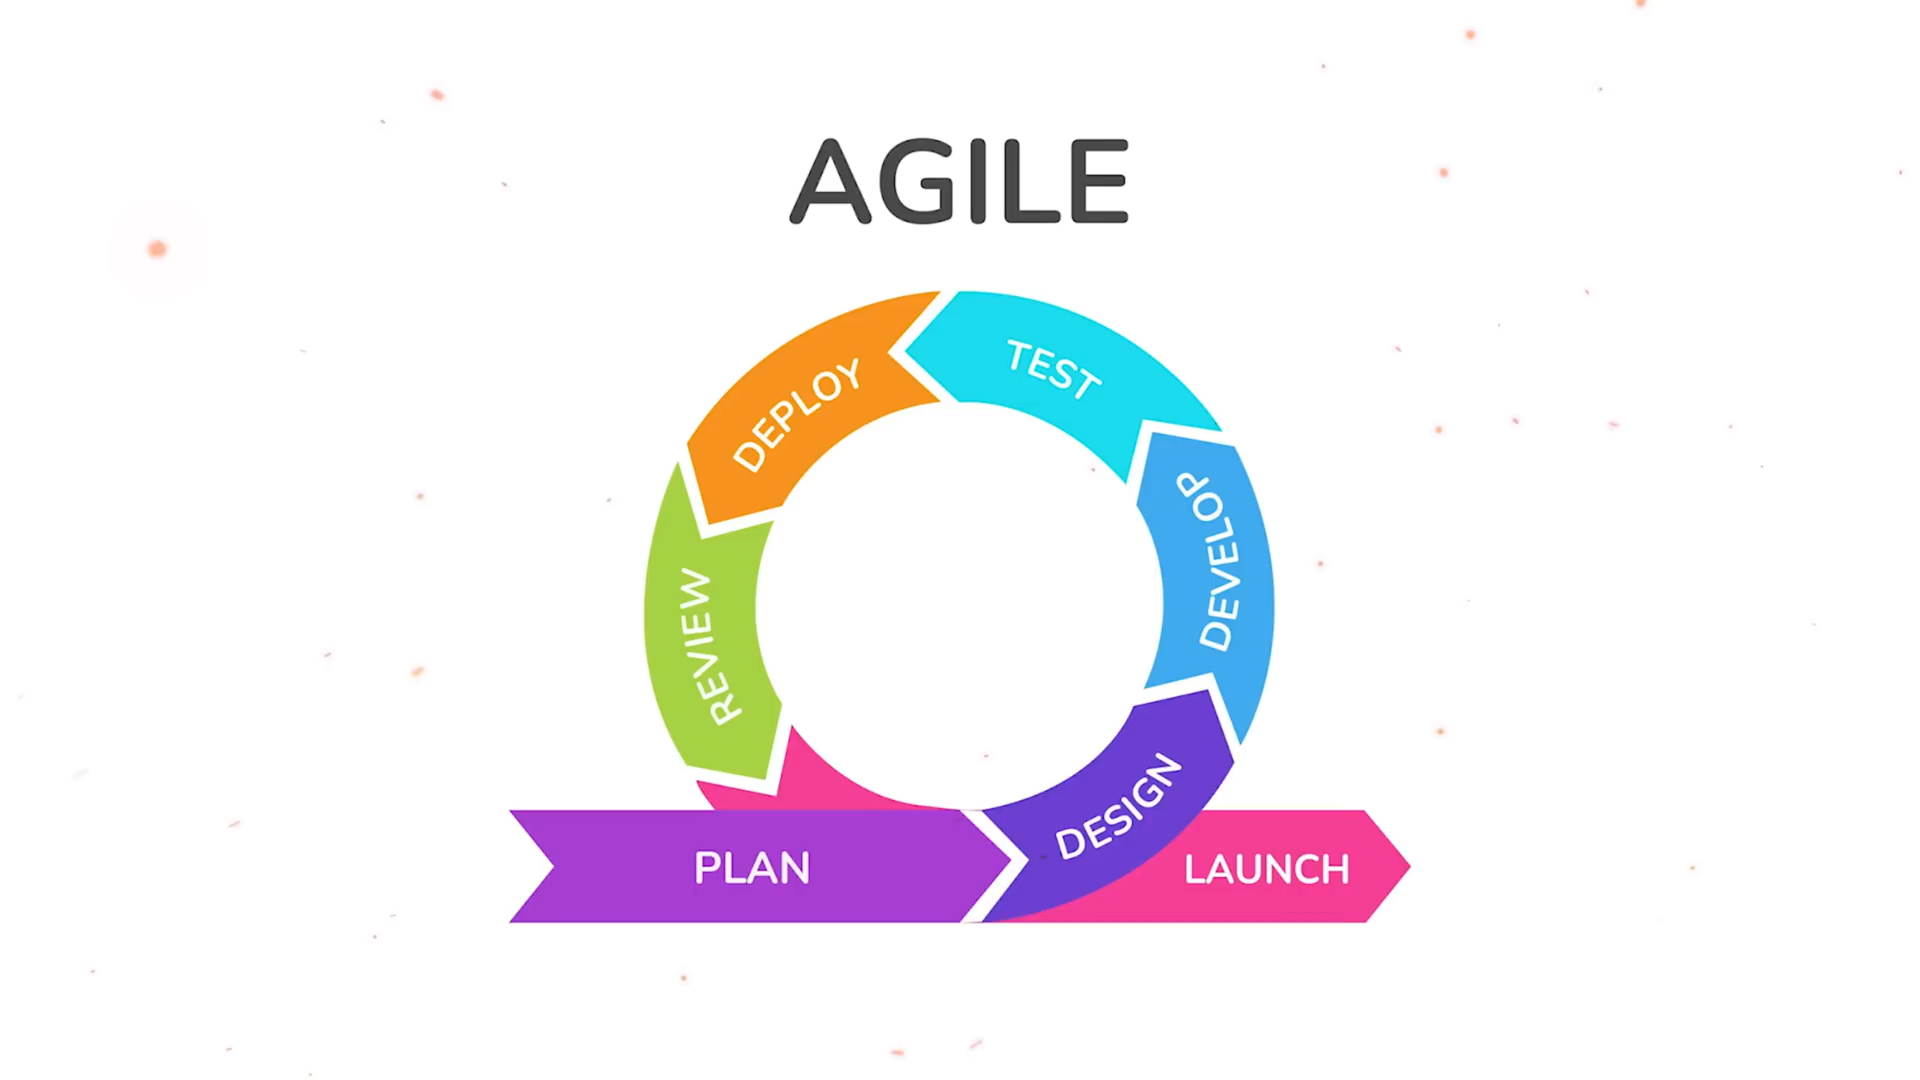 AGILE
PLAN
DESIGN
DEVELOP
TEST
DEPLOY
REVIEW
LAUNCH